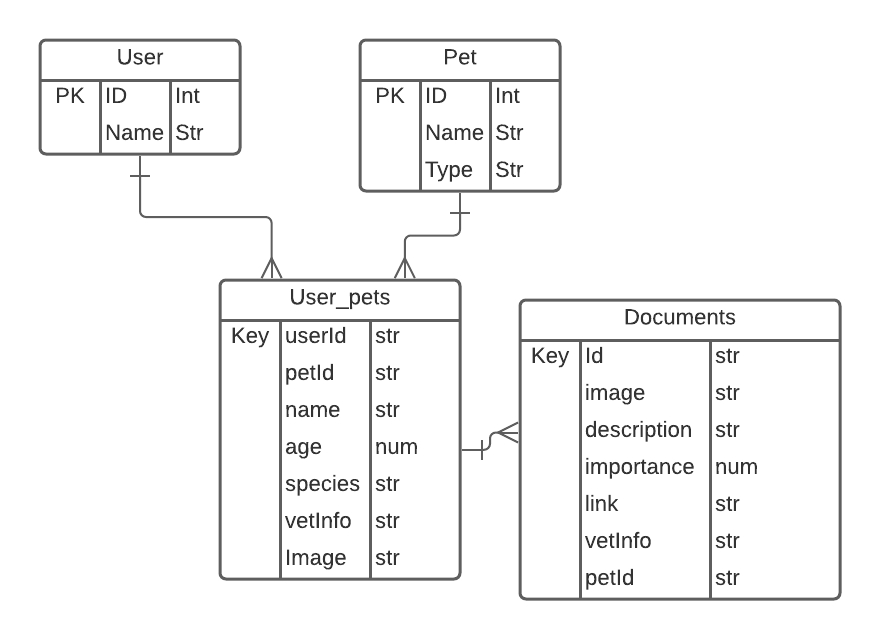 User
PK ID Int
Name Str
Pet
PK ID Int
Name Str
Type Str
User_pets
Key userId str
petId str
name str
age num
species str
vetInfo str
Image str
Documents
Key Id str
image str
description str
importance num
link str
vetInfo str
petId str